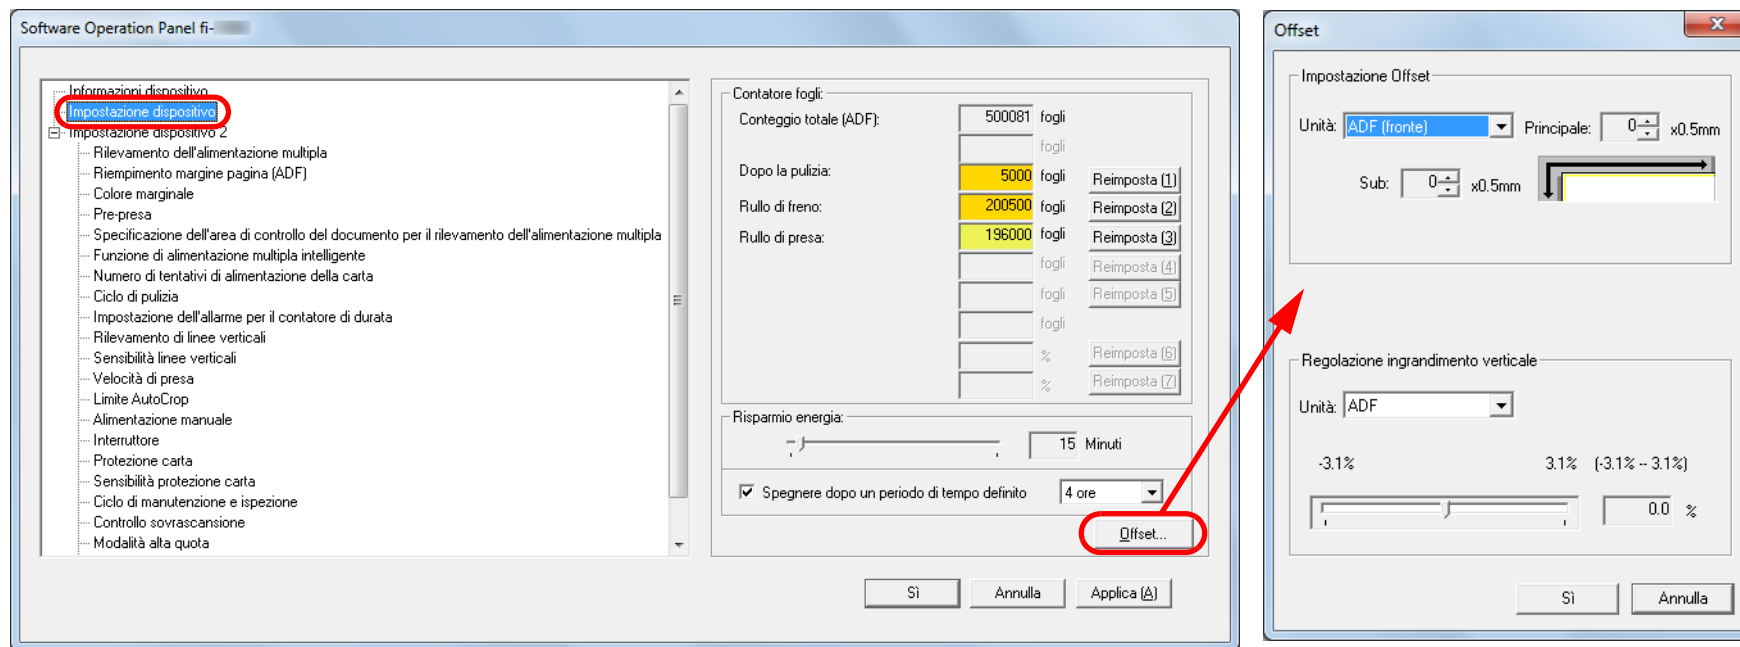 Software Operation Panel fi-
Informazioni dispositivo
Impostazione dispositivo
Impostazione dispositivo 2
Rilevamento dell'alimentazione multipla
Riempimento margine pagina (ADF)
Colore marginale
Pre-presa
Specificazione dell'area di controllo del documento per il rilevamento dell'alimentazione multipla
Funzione di alimentazione multipla intelligente
Numero di tentativi di alimentazione della carta
Ciclo di pulizia
Impostazione dell'allarme per il contatore di durata
Rilevamento di linee verticali
Sensibilità linee verticali
Velocità di presa
Limite AutoCrop
Alimentazione manuale
Interruttore
Protezione carta
Sensibilità protezione carta
Ciclo di manutenzione e ispezione
Controllo sovrascansione
Modalità alta quota
Contatore fogli:
Conteggio totale (ADF): 500081 fogli
fogli
Dopo la pulizia: 5000 fogli Reimposta (1)
Rullo di freno: 200500 fogli Reimposta (2)
Rullo di presa: 196000 fogli Reimposta (3)
fogli Reimposta (4)
fogli Reimposta (5)
fogli
% Reimposta (6)
% Reimposta (7)
Risparmio energia:
15 Minuti
Spegnere dopo un periodo di tempo definito 4 ore
Offset...
Sì Annulla Applica (A)
Offset
Impostazione Offset
Unità: ADF (fronte) Principale: 0 x0.5mm
Sub: 0 x0.5mm
Regolazione ingrandimento verticale
Unità: ADF
-3.1% 3.1% (-3.1% -- 3.1%)
0.0 %
Sì Annulla